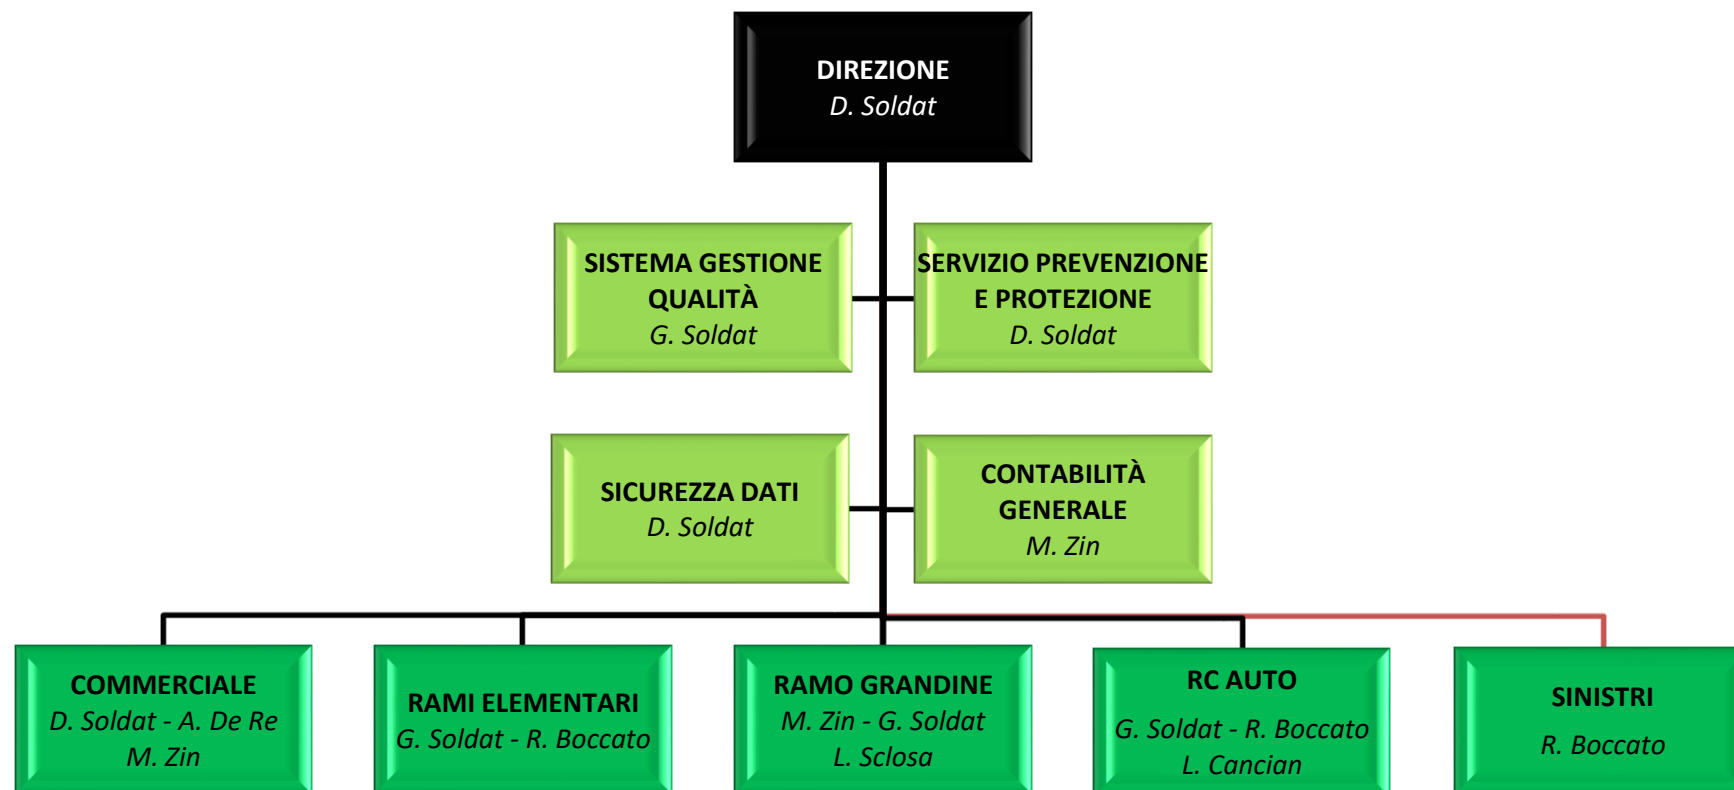 DIREZIONE
D. Soldat
SISTEMA GESTIONE
QUALITÀ
G. Soldat
SERVIZIO PREVENZIONE
E PROTEZIONE
D. Soldat
SICUREZZA DATI
D. Soldat
CONTABILITÀ
GENERALE
M. Zin
COMMERCIALE
D. Soldat - A. De Re
M. Zin
RAMI ELEMENTARI
G. Soldat - R. Boccato
RAMO GRANDINE
M. Zin - G. Soldat
L. Sclosa
RC AUTO
G. Soldat - R. Boccato
L. Cancian
SINISTRI
R. Boccato